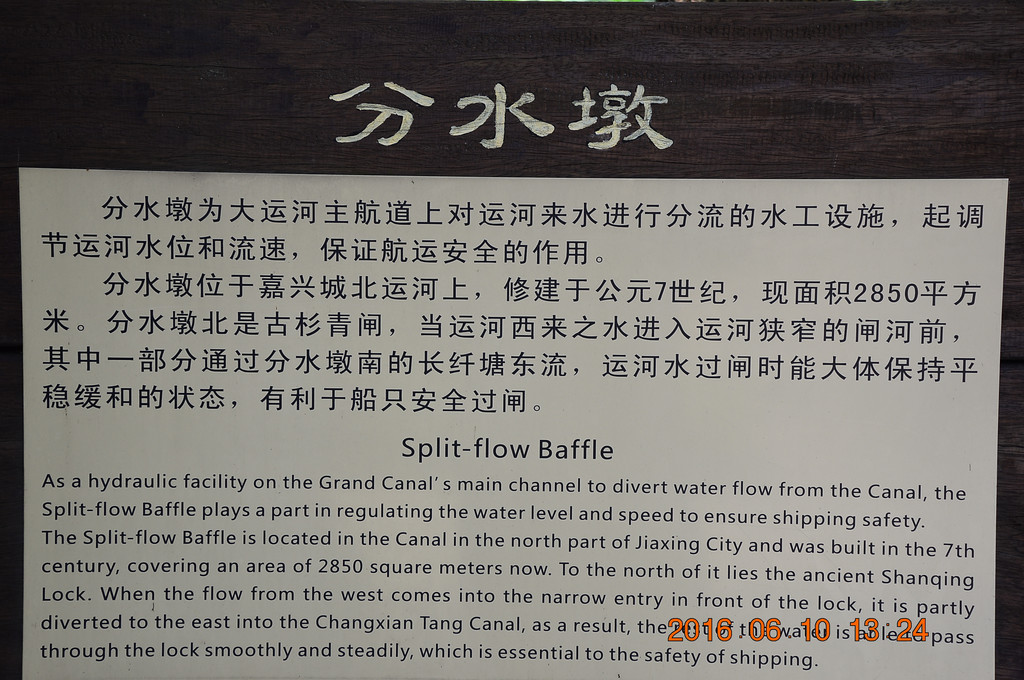 分水墩
分水墩为大运河主航道上对运河来水进行分流的水工设施，起调
节运河水位和流速，保证航运安全的作用。
分水墩位于嘉兴城北运河上，修建于公元7世纪，现面积2850平方
米。分水墩北是古杉青闸，当运河西来之水进入运河狭窄的闸河前，
其中一部分通过分水墩南的长纤塘东流，运河水过闸时能大体保持平
稳缓和的状态，有利于船只安全过闸。
Split-flow Baffle
As a hydraulic facility on the Grand Canal's main channel to divert water flow from the Canal, the
Split-flow Baffle plays a part in regulating the water level and speed to ensure shipping safety.
The Split-flow Baffle is located in the Canal in the north part of Jiaxing City and was built in the 7th
century, covering an area of 2850 square meters now. To the north of it lies the ancient Shanqing
Lock. When the flow from the west comes into the narrow entry in front of the lock, it is partly
diverted to the east into the Changxian Tang Canal, as a result, the rest of the water is able to pass
through the lock smoothly and steadily, which is essential to the safety of shipping.
2016.06.10 13:24